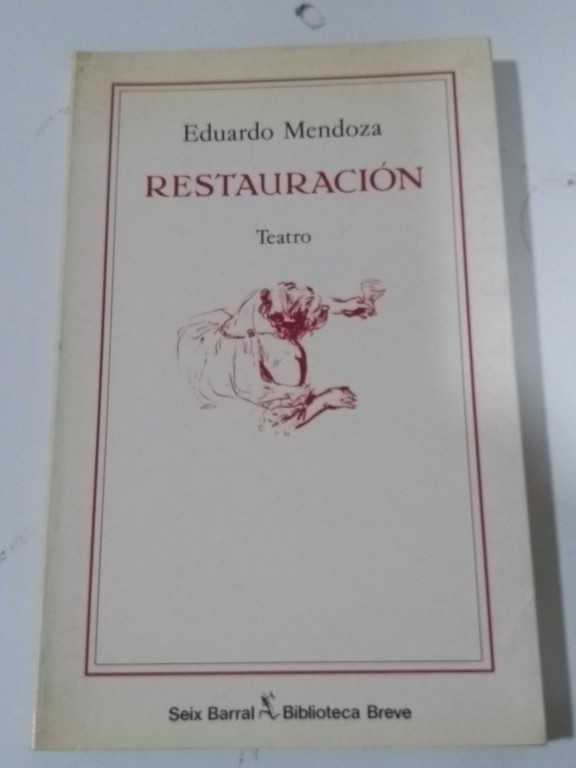 Eduardo Mendoza
RESTAURACIÓN
Teatro
Seix Barral Biblioteca Breve